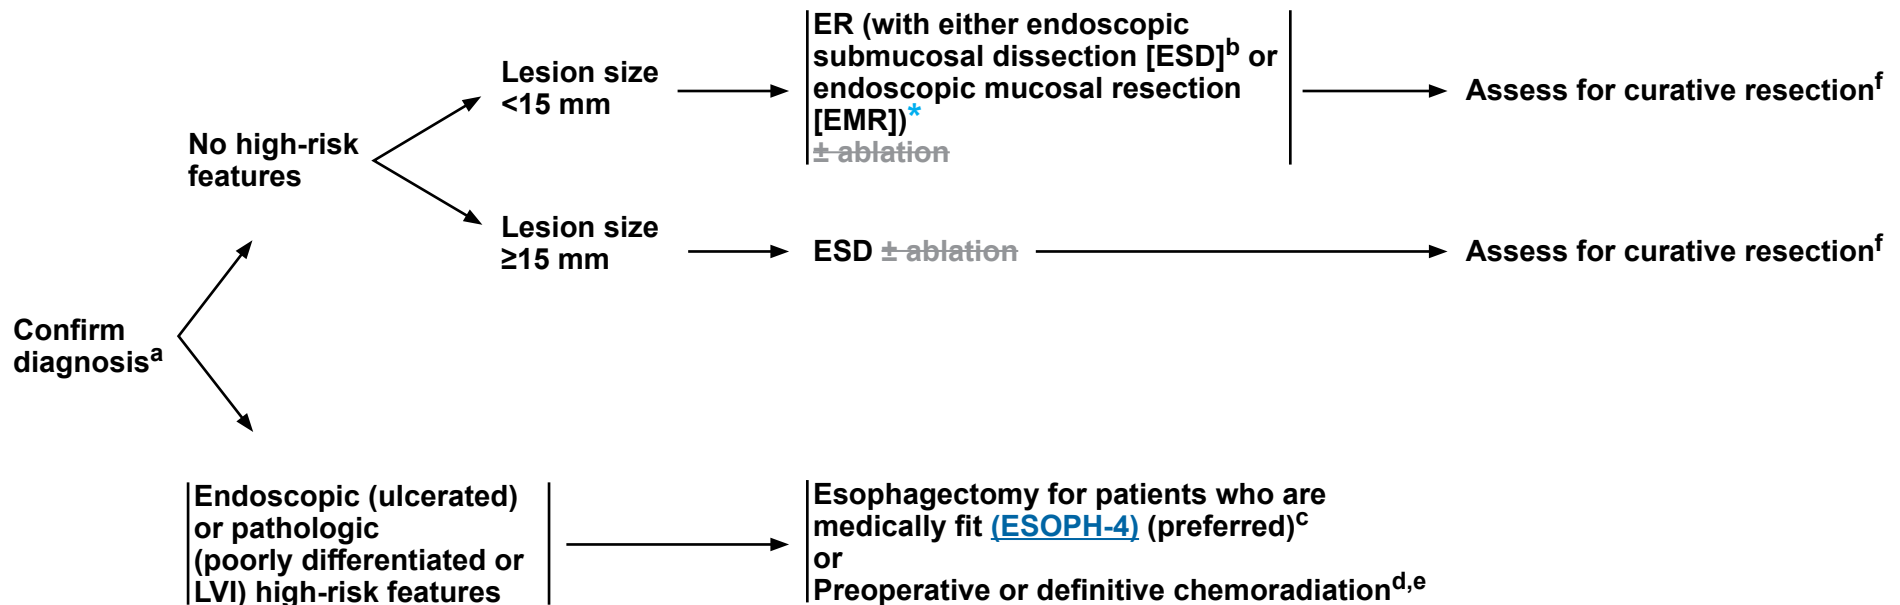 Confirm
diagnosisᵃ
No high-risk
features
Lesion size
<15 mm
ER (with either endoscopic
submucosal dissection [ESD]ᵇ or
endoscopic mucosal resection
[EMR])*
± ablation
Assess for curative resectionᶠ
Lesion size
≥15 mm
ESD ± ablation
Assess for curative resectionᶠ
Endoscopic (ulcerated)
or pathologic
(poorly differentiated or
LVI) high-risk features
Esophagectomy for patients who are
medically fit (ESOPH-4) (preferred)ᶜ
or
Preoperative or definitive chemoradiationᵈ,ᵉ